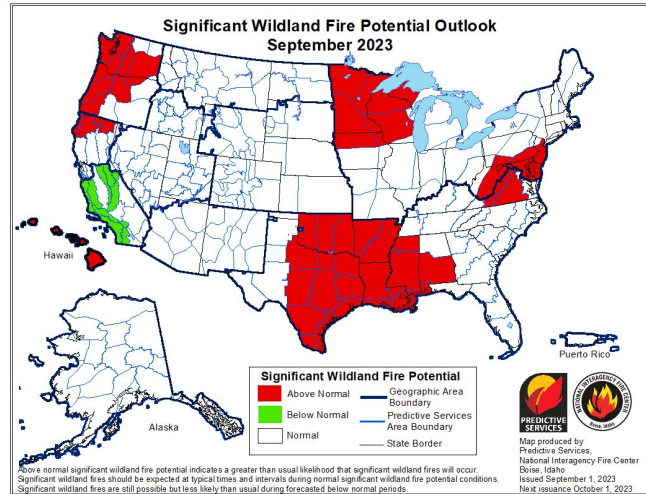 Significant Wildland Fire Potential Outlook
September 2023
Hawaii
Alaska
Puerto Rico
Significant Wildland Fire Potential
Above Normal
Below Normal
Normal
Geographic Area
Boundary
Predictive Services
Area Boundary
State Border
PREDICTIVE
SERVICES
NATIONAL INTERAGENCY FIRE CENTER
Boise, Idaho
Map produced by
Predictive Services,
National Interagency Fire Center
Boise, Idaho
Issued September 1, 2023
Next issuance October 1, 2023
Above normal significant wildland fire potential indicates a greater than usual likelihood that significant wildland fires will occur.
Significant wildland fires should be expected at typical times and intervals during normal significant wildland fire potential conditions.
Significant wildland fires are still possible but less likely than usual during forecasted below normal periods.